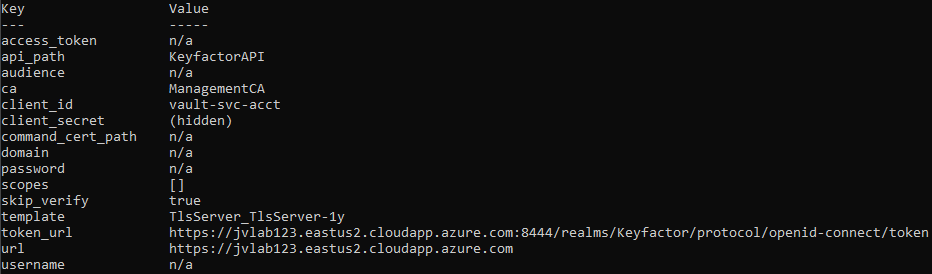 Key Value
--- -----
access_token n/a
api_path KeyfactorAPI
audience n/a
ca ManagementCA
client_id vault-svc-acct
client_secret (hidden)
command_cert_path n/a
domain n/a
password n/a
scopes []
skip_verify true
template TlsServer_TlsServer-1y
token_url https://jvlab123.eastus2.cloudapp.azure.com:8444/realms/Keyfactor/protocol/openid-connect/token
url https://jvlab123.eastus2.cloudapp.azure.com
username n/a